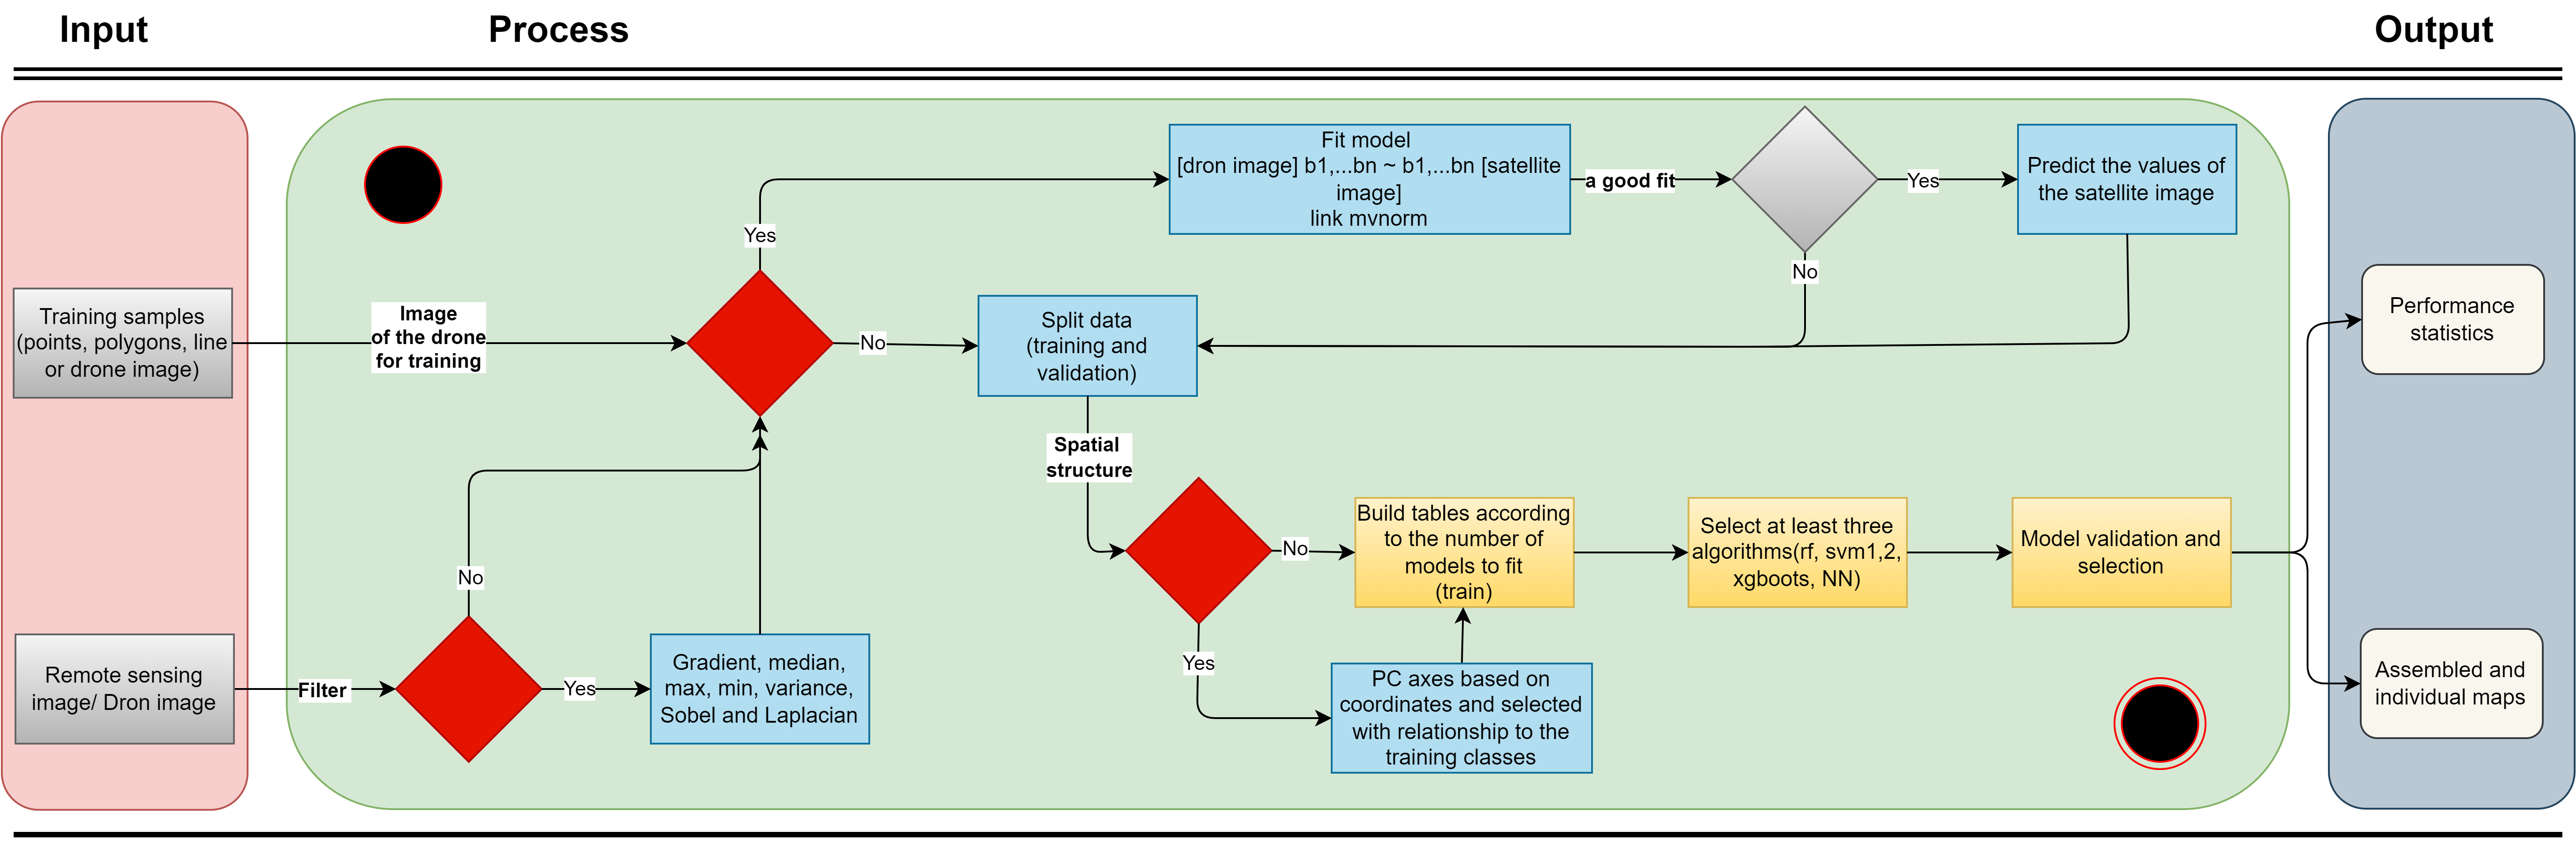 Input
Process
Output
Training samples
(points, polygons, line
or drone image)
Remote sensing
image/ Dron image
Image
of the drone
for training
Filter
No
Yes
Gradient, median,
max, min, variance,
Sobel and Laplacian
Yes
No
Fit model
[dron image] b1,...bn ~ b1,...bn [satellite
image]
link mvnorm
a good fit
Yes
No
Predict the values of
the satellite image
Split data
(training and
validation)
Spatial
structure
No
Yes
Build tables according
to the number of
models to fit
(train)
PC axes based on
coordinates and selected
with relationship to the
training classes
Select at least three
algorithms(rf, svm1,2,
xgboots, NN)
Model validation and
selection
Performance
statistics
Assembled and
individual maps